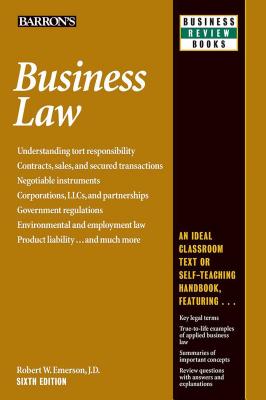 BARRON'S
BUSINESS
REVIEW
BOOKS
Business
Law
Understanding tort responsibility
Contracts, sales, and secured transactions
Negotiable instruments
Corporations, LLCs, and partnerships
Government regulations
Environmental and employment law
Product liability . . . and much more
AN IDEAL
CLASSROOM
TEXT OR
SELF-TEACHING
HANDBOOK,
FEATURING . . .
Key legal terms
True-to-life examples
of applied business
law
Summaries of
important concepts
Review questions
with answers and
explanations
Robert W. Emerson, J.D.
SIXTH EDITION